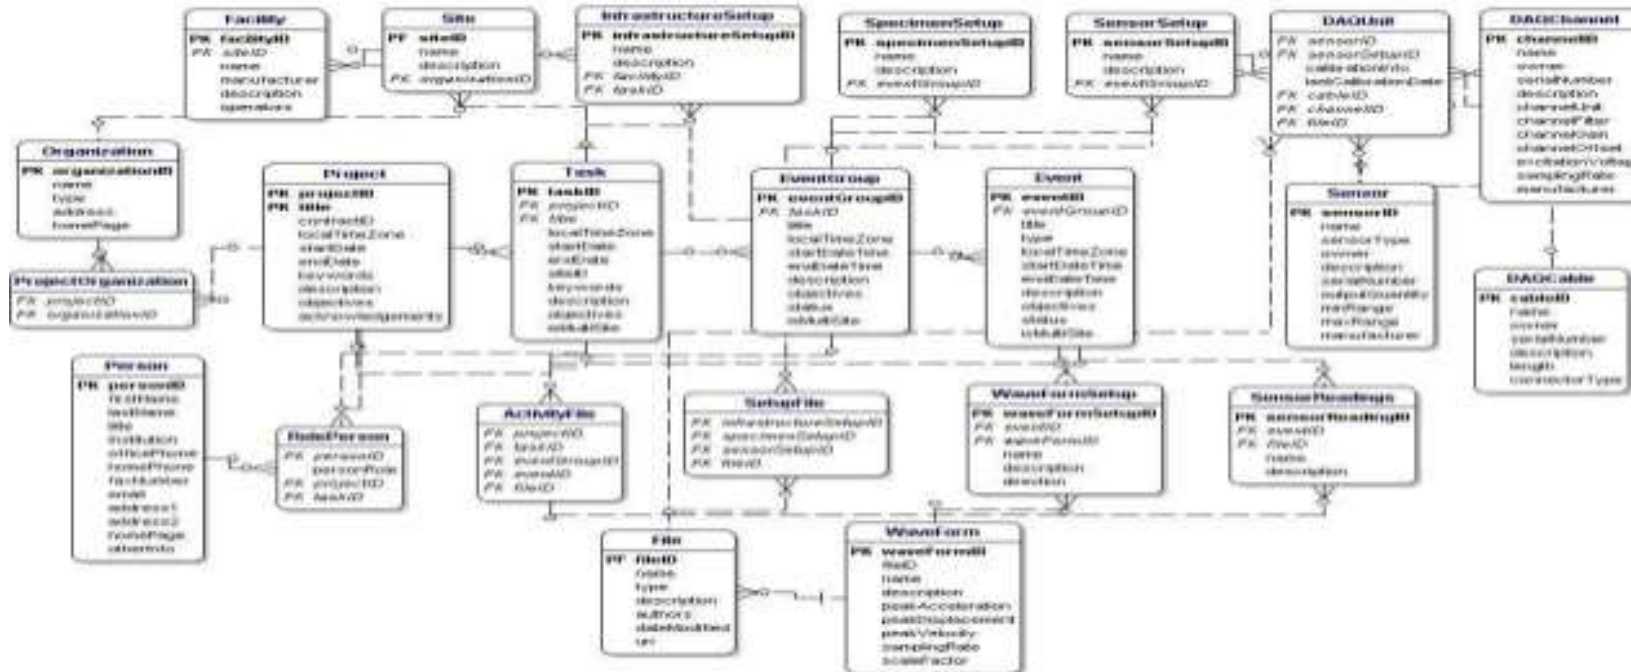 Facility
PK facilityID
FK siteID
name
manufacturer
description
operators
Site
PF siteID
name
description
FK organizationID
InfrastructureSetup
PK infrastructureSetupID
name
description
FK facilityID
FK taskID
SpecimenSetup
PK specimenSetupID
name
description
FK eventGroupID
SensorSetup
PK sensorSetupID
name
description
FK eventGroupID
DAQUnit
FK sensorID
FK sensorSetupID
calibrationInfo
lastCalibrationDate
FK cableID
FK channelID
FK fileID
DAQChannel
PK channelID
name
owner
serialNumber
description
channelUnit
channelFilter
channelGain
channelOffset
excitationVoltag
samplingRate
manufacturer
Organization
PK organizationID
name
type
address
homePage
Project
PK projectID
PK title
contractID
localTimeZone
startDate
endDate
keywords
description
objectives
acknowledgements
Task
PK taskID
FK projectID
FK title
localTimeZone
startDate
endDate
siteID
keywords
description
objectives
isMultiSite
EventGroup
PK eventGroupID
FK taskID
title
localTimeZone
startDateTime
endDateTime
description
objectives
status
isMultiSite
Event
PK eventID
FK eventGroupID
title
type
localTimeZone
startDateTime
endDateTime
description
objectives
status
isMultiSite
Sensor
PK sensorID
name
sensorType
owner
description
serialNumber
outputQuantity
minRange
maxRange
manufacturer
DAQCable
PK cableID
name
owner
serialNumber
description
length
connectorType
ProjectOrganization
FK projectID
FK organizationID
Person
PK personID
firstName
lastName
title
institution
officePhone
homePhone
faxNumber
email
address1
address2
homePage
otherInfo
RolePerson
FK personID
personRole
FK projectID
FK taskID
ActivityFile
FK projectID
FK taskID
FK eventGroupID
FK eventID
FK fileID
SetupFile
FK infrastructureSetupID
FK specimenSetupID
FK sensorSetupID
FK fileID
WaveFormSetup
PK waveFormSetupID
FK eventID
FK waveFormID
name
description
direction
SensorReadings
PK sensorReadingID
FK eventID
FK fileID
name
description
File
PF fileID
name
type
description
authors
dateModified
uri
WaveForm
PK waveFormID
fileID
name
description
peakAcceleration
peakDisplacement
peakVelocity
samplingRate
scaleFactor